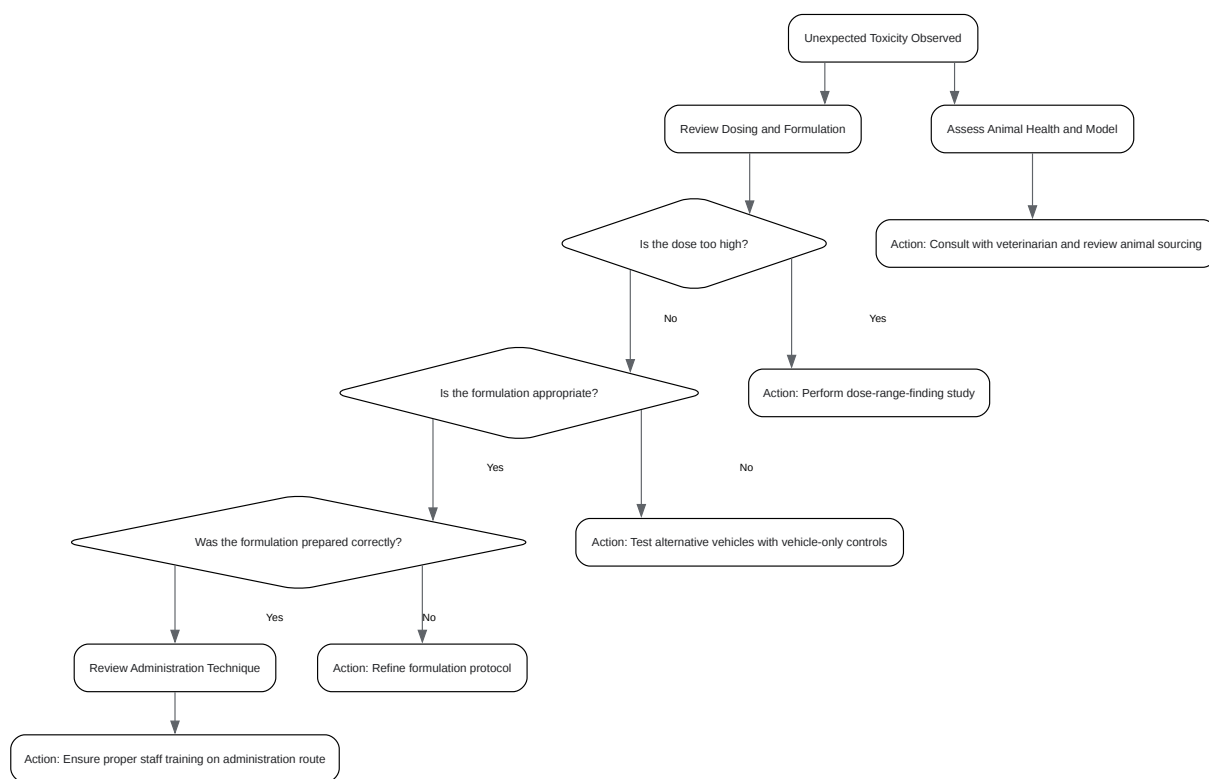 Unexpected Toxicity Observed
Review Dosing and Formulation
Assess Animal Health and Model
Is the dose too high?
Action: Consult with veterinarian and review animal sourcing
No
Yes
Is the formulation appropriate?
Action: Perform dose-range-finding study
Yes
No
Was the formulation prepared correctly?
Action: Test alternative vehicles with vehicle-only controls
Yes
No
Review Administration Technique
Action: Refine formulation protocol
Action: Ensure proper staff training on administration route